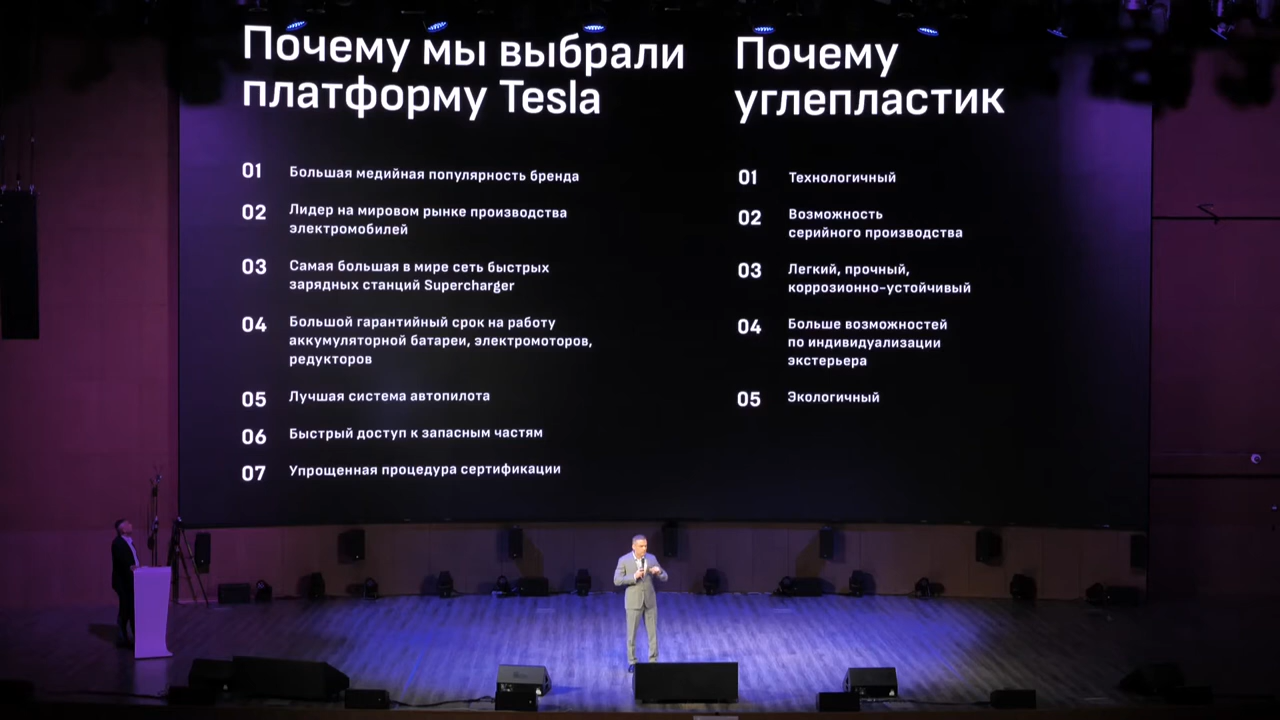 Почему мы выбрали
платформу Tesla
01 Большая медийная популярность бренда
02 Лидер на мировом рынке производства
электромобилей
03 Самая большая в мире сеть быстрых
зарядных станций Supercharger
04 Большой гарантийный срок на работу
аккумуляторной батареи, электромоторов,
редукторов
05 Лучшая система автопилота
06 Быстрый доступ к запасным частям
07 Упрощенная процедура сертификации
Почему
углепластик
01 Технологичный
02 Возможность
серийного производства
03 Легкий, прочный,
коррозионно-устойчивый
04 Больше возможностей
по индивидуализации
экстерьера
05 Экологичный